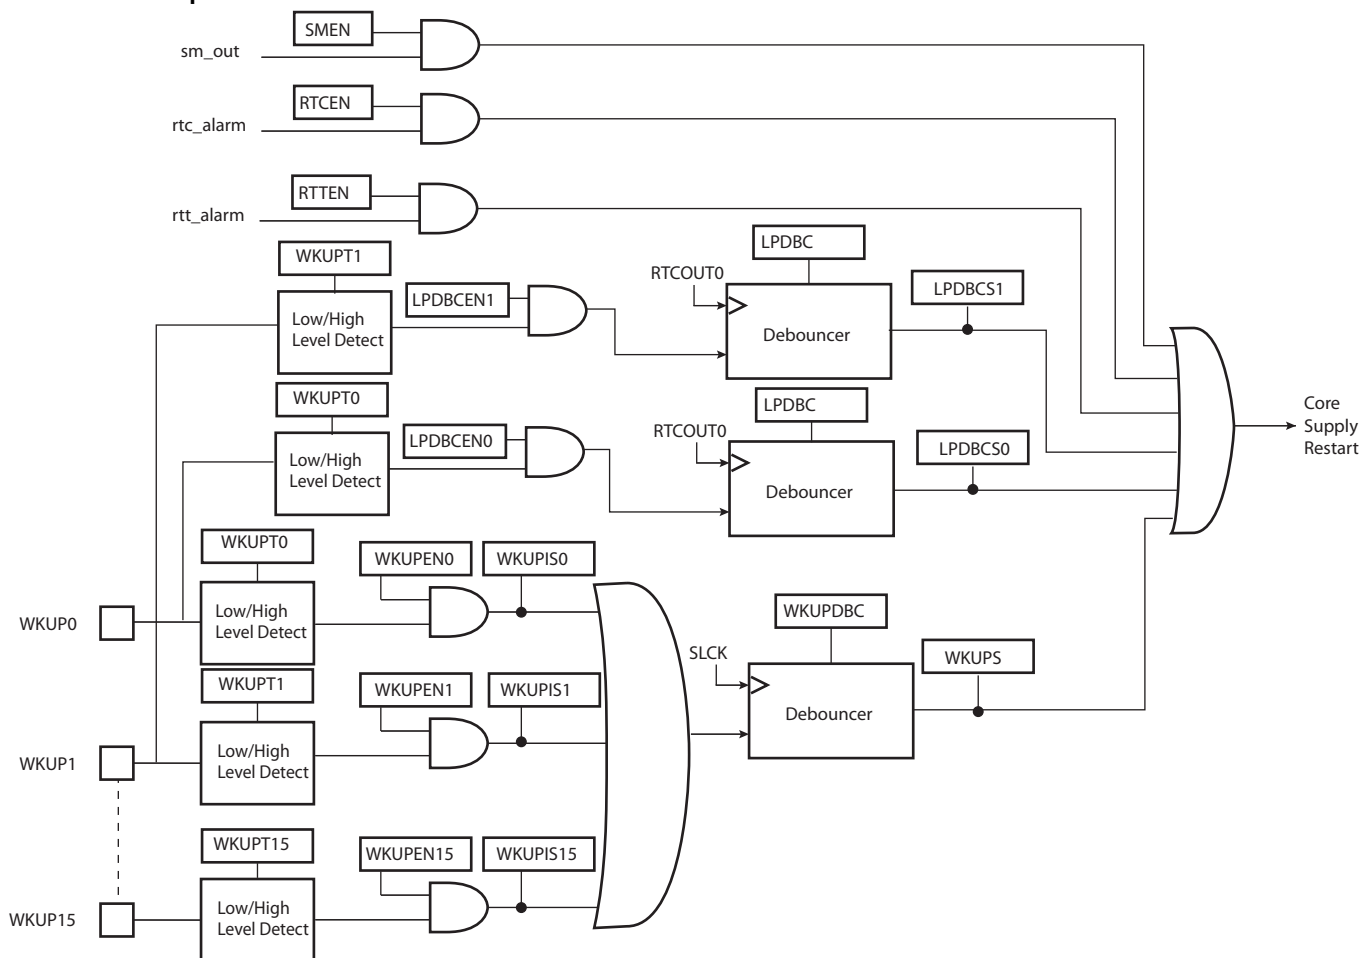 SMEN
sm_out
RTCEN
rtc_alarm
RTTEN
rtt_alarm
WKUPT1
Low/High
Level Detect
LPDBCEN1
RTCOUT0
LPDBC
Debouncer
LPDBCS1
WKUPT0
Low/High
Level Detect
LPDBCEN0
RTCOUT0
LPDBC
Debouncer
LPDBCS0
Core
Supply
Restart
WKUP0
WKUPT0
Low/High
Level Detect
WKUPEN0
WKUPIS0
WKUP1
WKUPT1
Low/High
Level Detect
WKUPEN1
WKUPIS1
SLCK
WKUPDBC
Debouncer
WKUPS
WKUP15
WKUPT15
Low/High
Level Detect
WKUPEN15
WKUPIS15